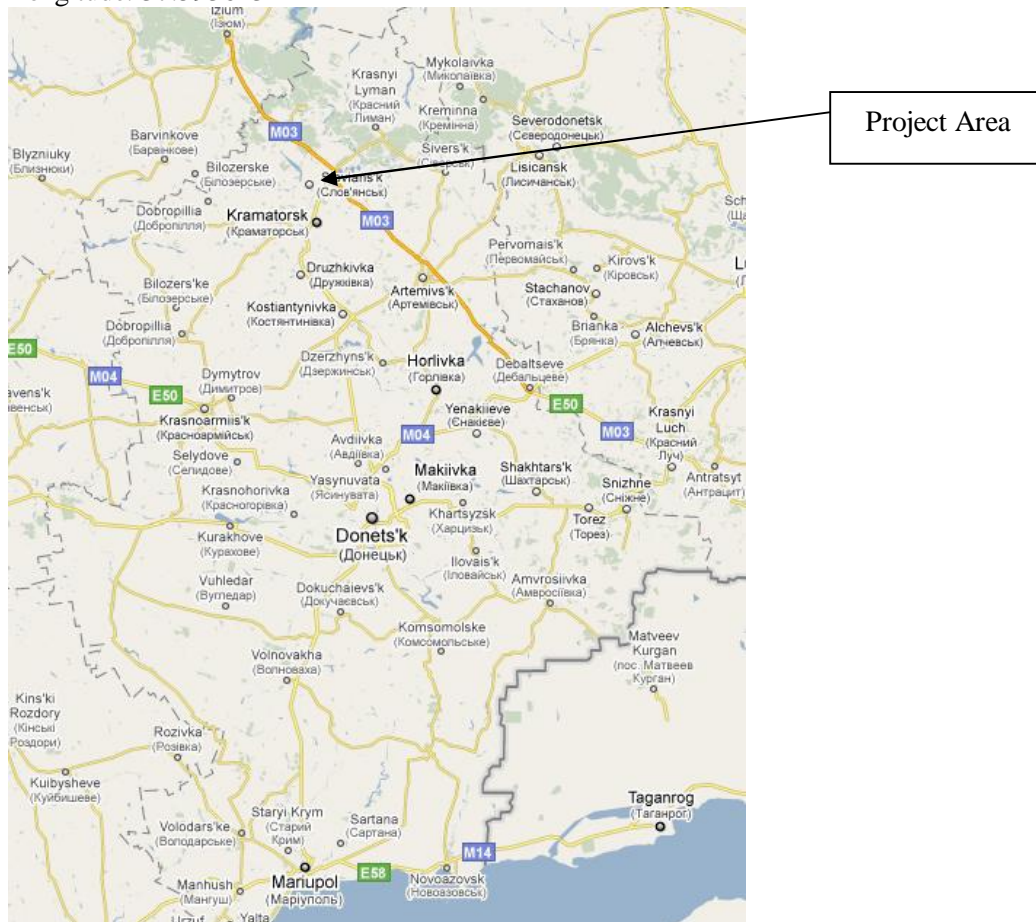 Izium
(Ізюм)
Mykolaivka
(Миколаївка)
Krasnyi
Lyman
(Красний
Лиман)
Kreminna
(Кремінна)
Severodonetsk
(Сєвєродонецьк)
Project Area
M03
Barvinkove
(Барвінкове)
Blyzniuky
(Близнюки)
Bilozerske
(Білозерське)
Sivers'k
(Сіверськ)
Lisicansk
(Лисичанськ)
(Слов'янськ)
Dobropillia
(Добропілля)
Kramatorsk
(Краматорськ)
M03
Pervomais'k
(Первомайськ)
Kirovs'k
(Кіровськ)
Druzhkivka
(Дружківка)
Bilozers'ke
(Білозерське)
Artemivs'k
(Артемівськ)
Stachanov
(Стаханов)
Kostiantynivka
(Костянтинівка)
Dobropillia
(Добропілля)
Brianka
(Брянка)
Alchevs'k
(Алчевськ)
E50
Dzerzhyns'k
(Дзержинськ)
Horlivka
(Горлівка)
Debaltseve
(Дебальцеве)
M04
Dymytrov
(Димитров)
E50
E50
Krasnoarmiis'k
(Красноармійськ)
Yenakiieve
(Єнакієве)
M04
M03
Krasnyi
Luch
(Красний
Луч)
Avdiivka
(Авдіївка)
Selydove
(Селидове)
Makiivka
(Макіївка)
Shakhtars'k
(Шахтарськ)
Antratsyt
(Антрацит)
Yasynuvata
(Ясинувата)
Snizhne
(Сніжне)
Krasnohorivka
(Красногорівка)
Khartsyzsk
(Харцизьк)
Torez
(Торез)
Donets'k
(Донецьк)
Kurakhove
(Курахове)
Ilovais'k
(Іловайськ)
Vuhledar
(Вугледар)
Dokuchaievs'k
(Докучаєвськ)
Amvrosiivka
(Амвросіївка)
Komsomolske
(Комсомольське)
Matveev
Kurgan
(пос. Матвеев
Курган)
Volnovakha
(Волноваха)
Kins'ki
Rozdory
(Кінські
Роздори)
Rozivka
(Розівка)
Kuibysheve
(Куйбишеве)
Taganrog
(Таганрог)
Staryi Krym
(Старий
Крим)
Sartana
(Сартана)
Volodars'ke
(Володарське)
M14
E58
Mariupol
(Маріуполь)
Novoazovsk
(Новоазовськ)
Manhush
(Мангуш)
Yalta